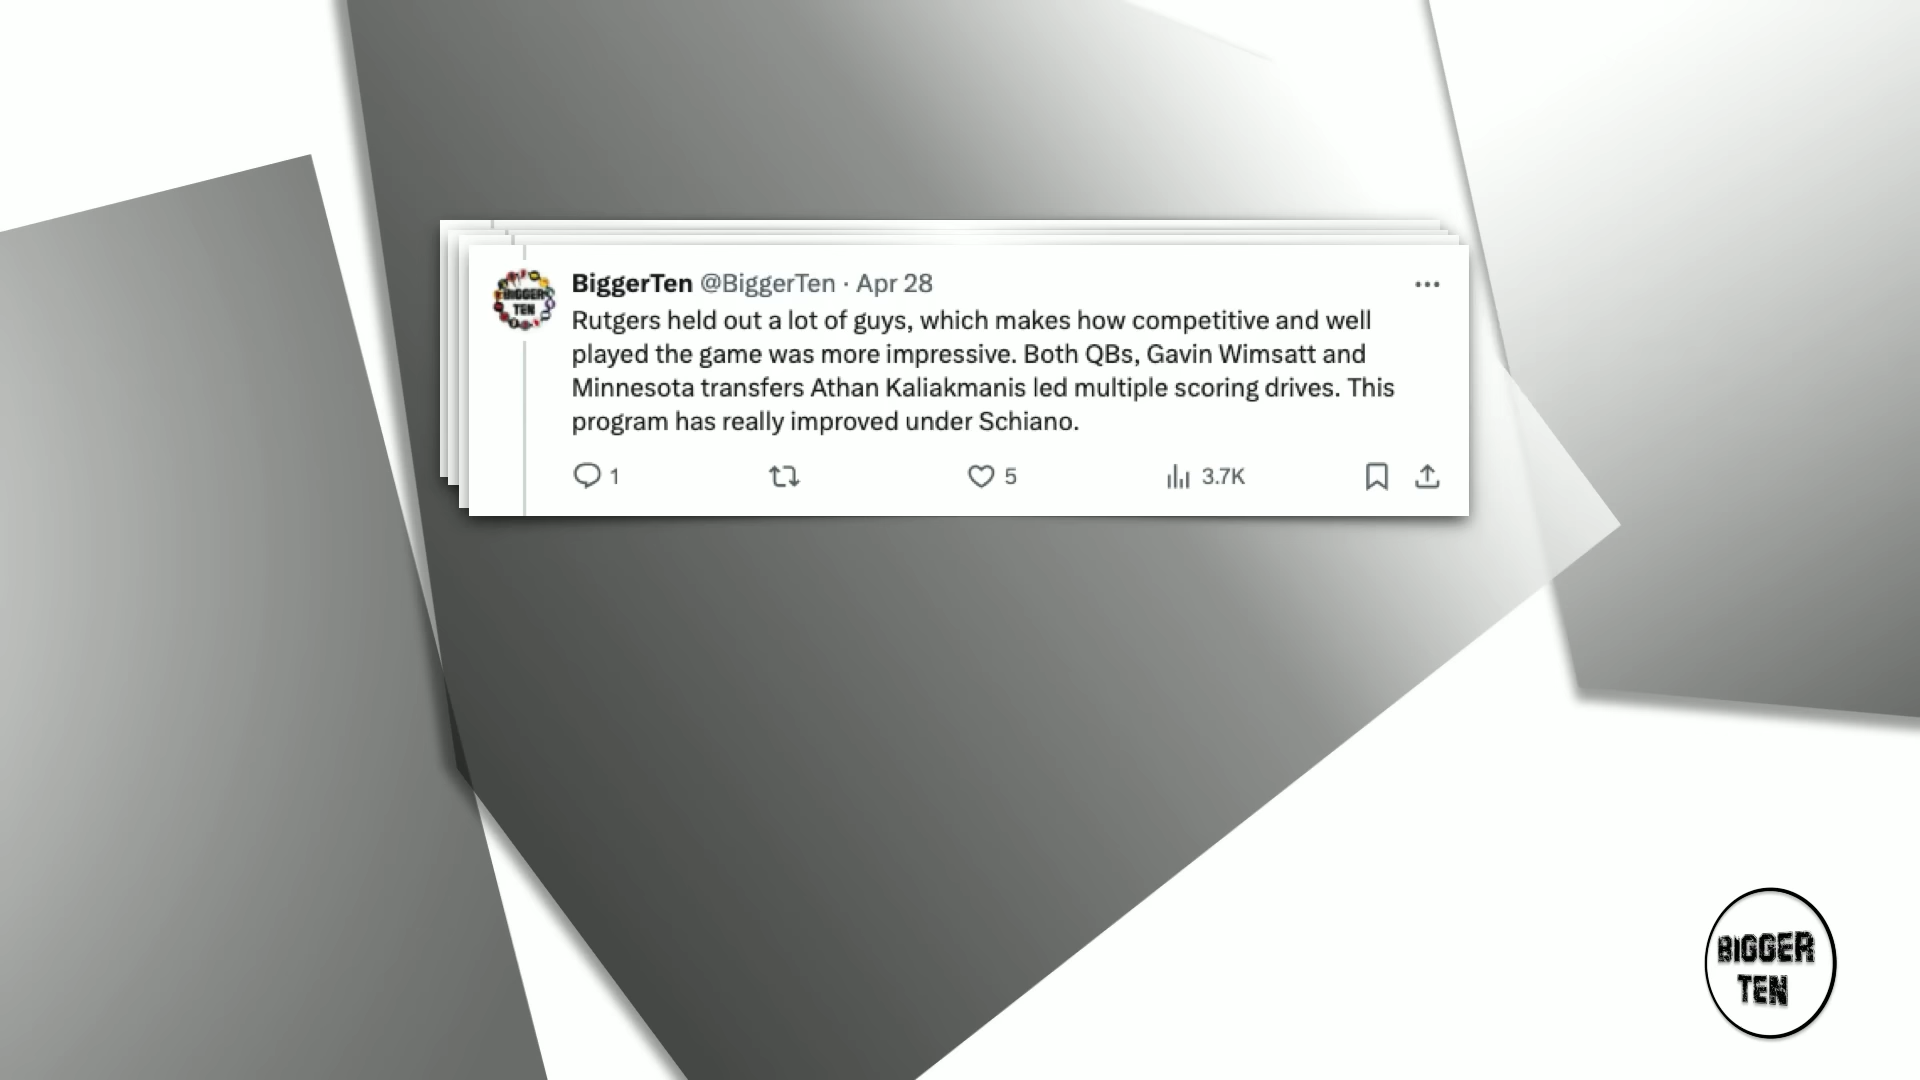 BiggerTen @BiggerTen · Apr 28
Rutgers held out a lot of guys, which makes how competitive and well
played the game was more impressive. Both QBs, Gavin Wimsatt and
Minnesota transfers Athan Kaliakmanis led multiple scoring drives. This
program has really improved under Schiano.
1 5 3.7K
BIGGER
TEN
BIGGER
TEN